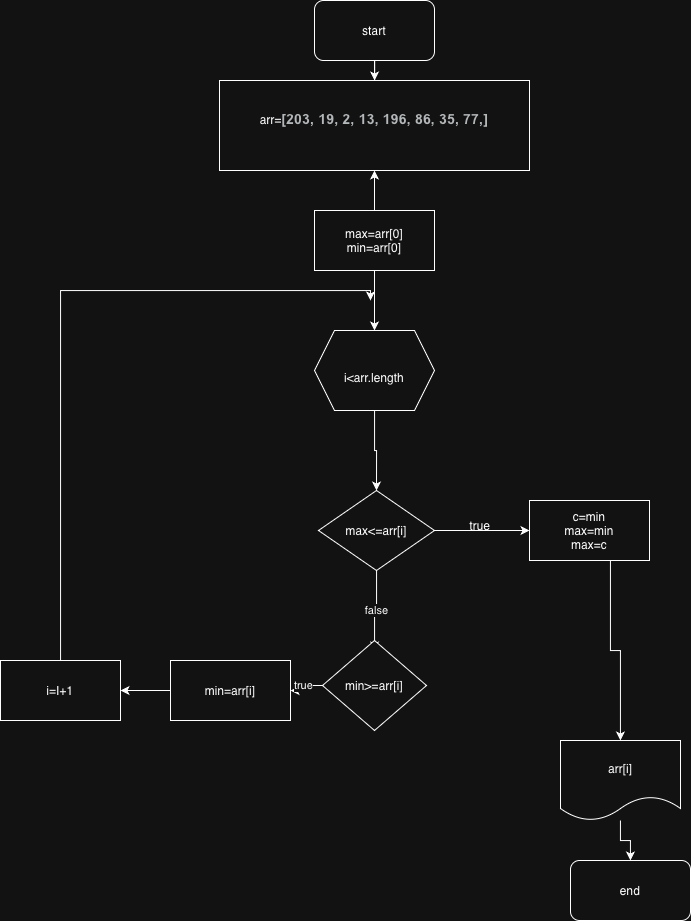 start
arr=[203, 19, 2, 13, 196, 86, 35, 77,]
max=arr[0]
min=arr[0]
i<arr.length
max<=arr[i]
true
c=min
max=min
max=c
false
min>=arr[i]
true
min=arr[i]
i=I+1
arr[i]
end